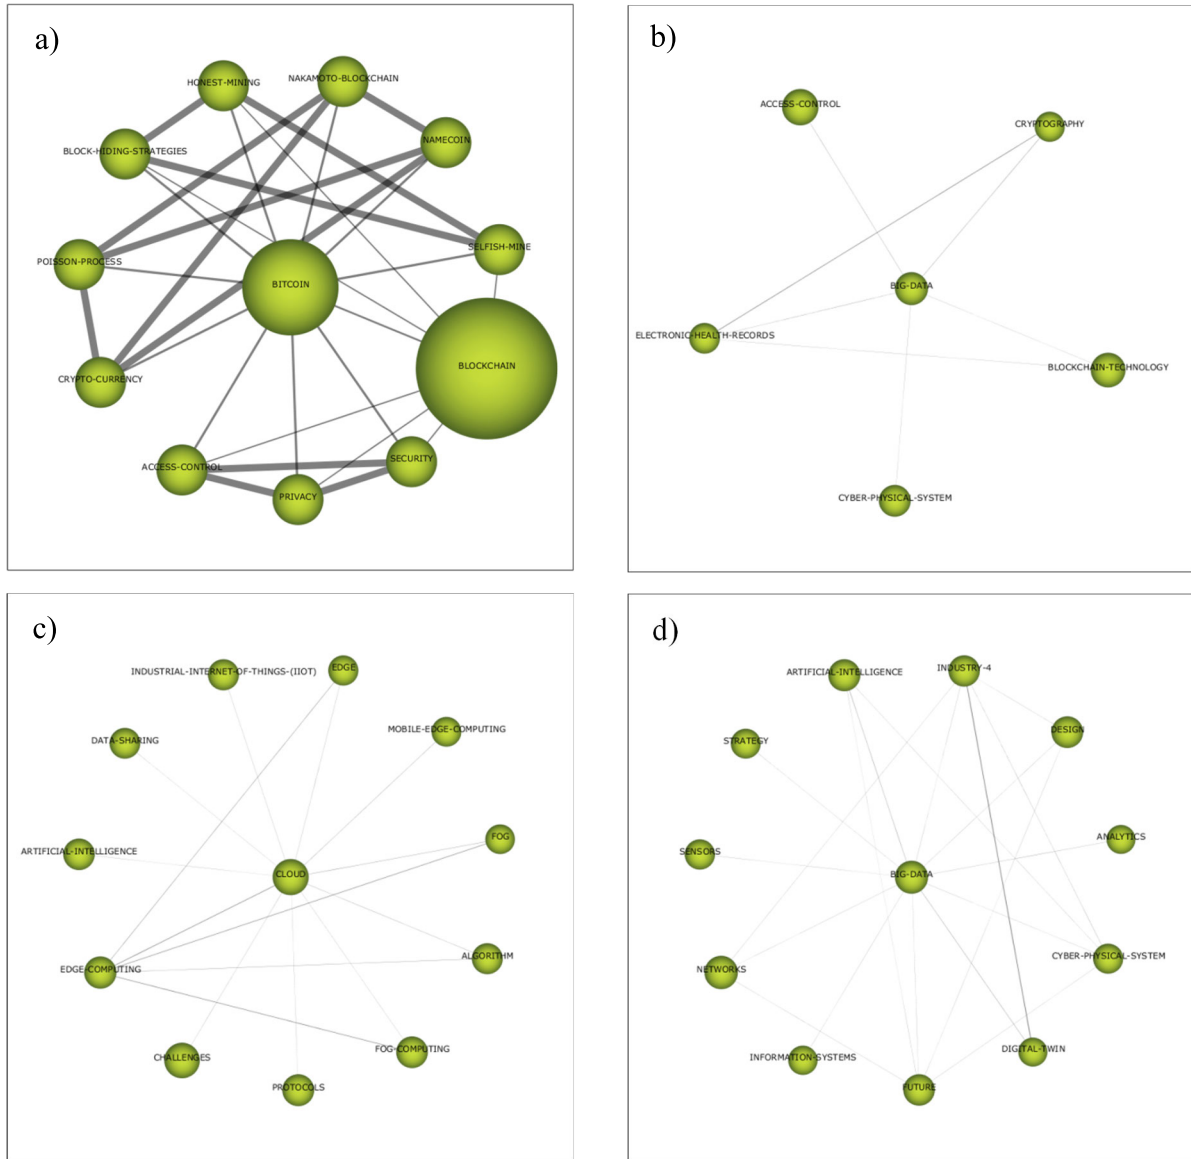 a)
HONEST-MINING
NAKAMOTO-BLOCKCHAIN
NAMECOIN
BLOCK-HIDING-STRATEGIES
SELFISH-MINE
POISSON-PROCESS
BITCOIN
BLOCKCHAIN
CRYPTO-CURRENCY
SECURITY
ACCESS-CONTROL
PRIVACY
b)
ACCESS-CONTROL
CRYPTOGRAPHY
BIG-DATA
ELECTRONIC-HEALTH-RECORDS
BLOCKCHAIN-TECHNOLOGY
CYBER-PHYSICAL-SYSTEM
c)
INDUSTRIAL-INTERNET-OF-THINGS-(IIOT)
EDGE
MOBILE-EDGE-COMPUTING
DATA-SHARING
FOG
ARTIFICIAL-INTELLIGENCE
CLOUD
ALGORITHM
EDGE-COMPUTING
FOG-COMPUTING
CHALLENGES
PROTOCOLS
d)
ARTIFICIAL-INTELLIGENCE
INDUSTRY-4
DESIGN
STRATEGY
ANALYTICS
SENSORS
BIG-DATA
CYBER-PHYSICAL-SYSTEM
NETWORKS
DIGITAL-TWIN
INFORMATION-SYSTEMS
FUTURE